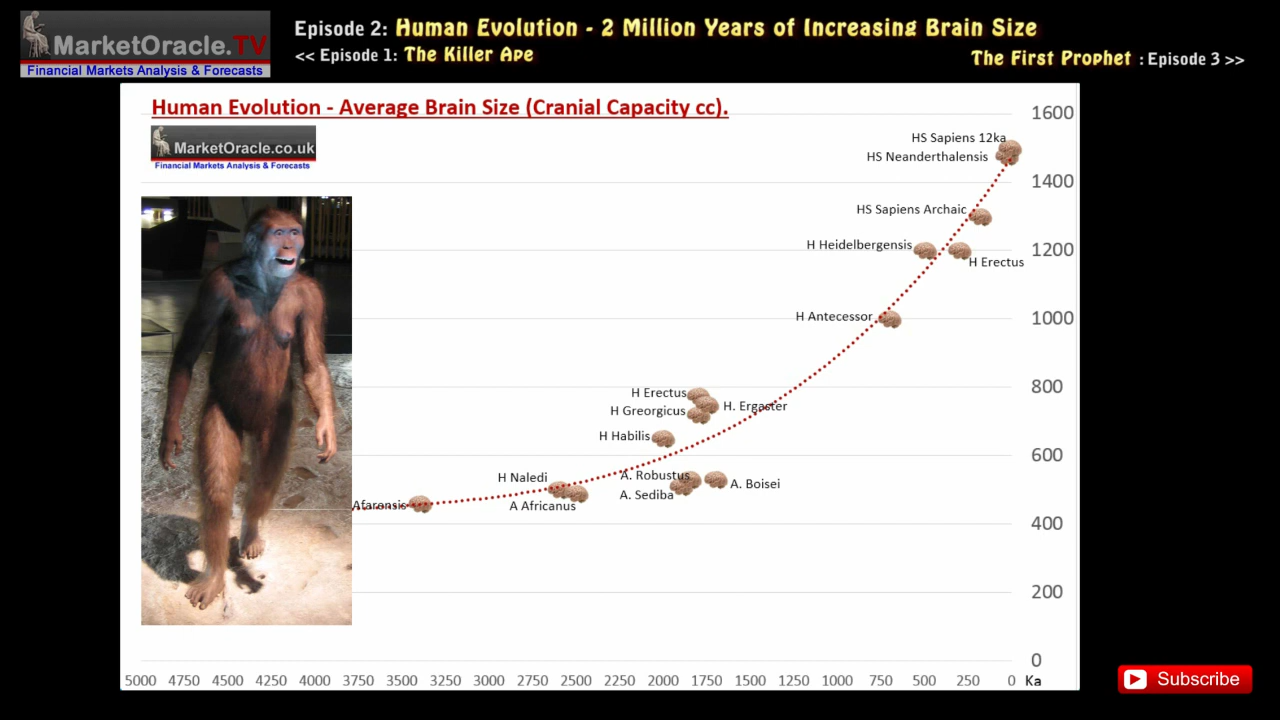 MarketOracle.TV
Financial Markets Analysis & Forecasts
Episode 2: Human Evolution - 2 Million Years of Increasing Brain Size
<< Episode 1: The Killer Ape
The First Prophet : Episode 3 >>
Human Evolution - Average Brain Size (Cranial Capacity cc).
MarketOracle.co.uk
Financial Markets Analysis & Forecasts
1600
HS Sapiens 12ka
HS Neanderthalensis
1400
HS Sapiens Archaic
H Heidelbergensis
1200
H Erectus
H Antecessor
1000
H Erectus
800
H Greorgicus
H. Ergaster
H Habilis
600
H Naledi
A. Robustus
A. Boisei
A. Sediba
Afarensis
A Africanus
400
200
0
5000 4750 4500 4250 4000 3750 3500 3250 3000 2750 2500 2250 2000 1750 1500 1250 1000 750 500 250 0 Ka
Subscribe